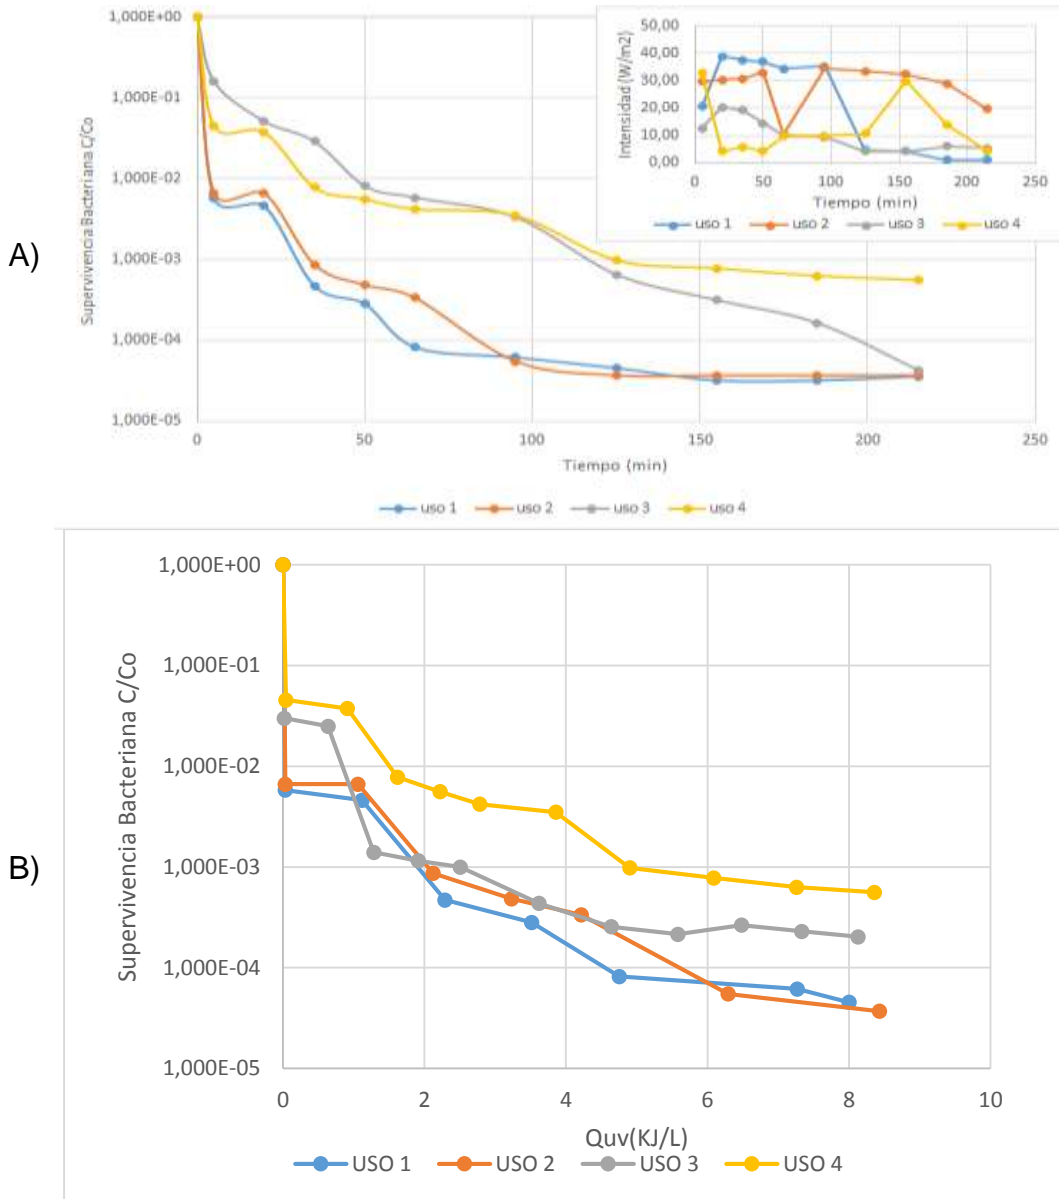 A)
Supervivencia Bacteriana C/Co
1,000E+00
1,000E-01
1,000E-02
1,000E-03
1,000E-04
1,000E-05
0 50 100 150 200 250
Tiempo (min)
uso 1 uso 2 uso 3 uso 4
Intensidad (W/m2)
50,00
40,00
30,00
20,00
10,00
0,00
0 50 100 150 200 250
Tiempo (min)
uso 1 uso 2 uso 3 uso 4
B)
Supervivencia Bacteriana C/Co
1,000E+00
1,000E-01
1,000E-02
1,000E-03
1,000E-04
1,000E-05
0 2 4 6 8 10
Quv(KJ/L)
USO 1 USO 2 USO 3 USO 4